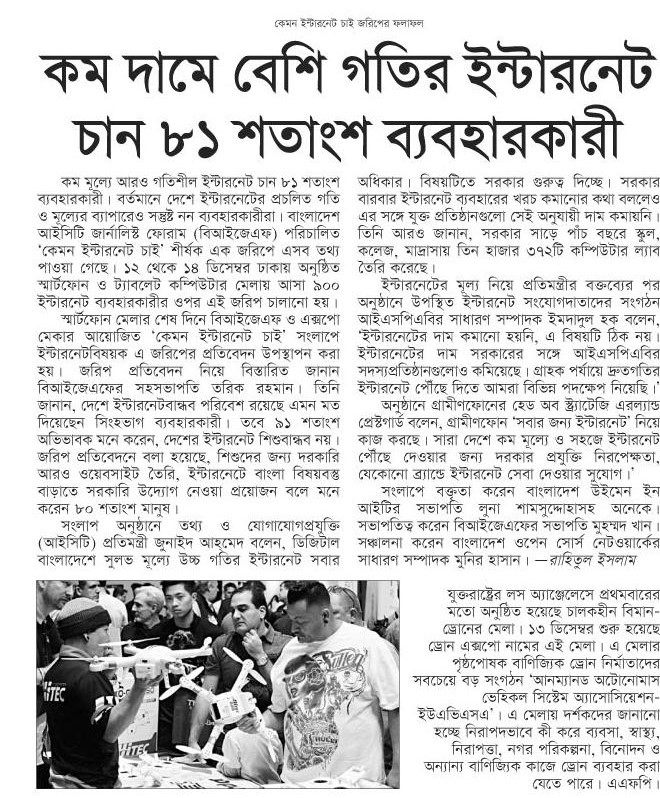 কেমন ইন্টারনেট চাই জরিপের ফলাফল
কম দামে বেশি গতির ইন্টারনেট
চান ৮১ শতাংশ ব্যবহারকারী
কম মূল্যে আরও গতিশীল ইন্টারনেট চান ৮১ শতাংশ
ব্যবহারকারী। বর্তমানে দেশে ইন্টারনেটের প্রচলিত গতি
ও মূল্যের ব্যাপারেও সন্তুষ্ট নন ব্যবহারকারীরা। বাংলাদেশ
আইসিটি জার্নালিস্ট ফোরাম (বিআইজেএফ) পরিচালিত
‘কেমন ইন্টারনেট চাই’ শীর্ষক এক জরিপে এসব তথ্য
পাওয়া গেছে। ১২ থেকে ১৪ ডিসেম্বর ঢাকায় অনুষ্ঠিত
স্মার্টফোন ও ট্যাবলেট কম্পিউটার মেলায় আসা ৯০০
ইন্টারনেট ব্যবহারকারীর ওপর এই জরিপ চালানো হয়।
স্মার্টফোন মেলার শেষ দিনে বিআইজেএফ ও এক্সপো
মেকার আয়োজিত ‘কেমন ইন্টারনেট চাই’ সংলাপে
ইন্টারনেটবিষয়ক এ জরিপের প্রতিবেদন উপস্থাপন করা
হয়। জরিপ প্রতিবেদন নিয়ে বিস্তারিত জানান
বিআইজেএফের সহসভাপতি তরিক রহমান। তিনি
জানান, দেশে ইন্টারনেটবান্ধব পরিবেশ রয়েছে এমন মত
দিয়েছেন সিংহভাগ ব্যবহারকারী। তবে ৯১ শতাংশ
অভিভাবক মনে করেন, দেশের ইন্টারনেট শিশুবান্ধব নয়।
জরিপ প্রতিবেদনে বলা হয়েছে, শিশুদের জন্য দরকারি
আরও ওয়েবসাইট তৈরি, ইন্টারনেটে বাংলা বিষয়বস্তু
বাড়াতে সরকারি উদ্যোগ নেওয়া প্রয়োজন বলে মনে
করেন ৮০ শতাংশ মানুষ।
সংলাপ অনুষ্ঠানে তথ্য ও যোগাযোগপ্রযুক্তি
(আইসিটি) প্রতিমন্ত্রী জুনাইদ আহ্‌মেদ বলেন, ডিজিটাল
বাংলাদেশে সুলভ মূল্যে উচ্চ গতির ইন্টারনেট সবার
অধিকার। বিষয়টিতে সরকার গুরুত্ব দিচ্ছে। সরকার
বারবার ইন্টারনেট ব্যবহারের খরচ কমানোর কথা বললেও
এর সঙ্গে যুক্ত প্রতিষ্ঠানগুলো সেই অনুযায়ী দাম কমায়নি।
তিনি আরও জানান, সরকার সাড়ে পাঁচ বছরে স্কুল,
কলেজ, মাদ্রাসায় তিন হাজার ৩৭২টি কম্পিউটার ল্যাব
তৈরি করেছে।
ইন্টারনেটের মূল্য নিয়ে প্রতিমন্ত্রীর বক্তব্যের পর
অনুষ্ঠানে উপস্থিত ইন্টারনেট সংযোগদাতাদের সংগঠন
আইএসপিএবির সাধারণ সম্পাদক ইমদাদুল হক বলেন,
‘ইন্টারনেটের দাম কমানো হয়নি, এ বিষয়টি ঠিক নয়।
ইন্টারনেটের দাম সরকারের সঙ্গে আইএসপিএবির
সদস্যপ্রতিষ্ঠানগুলোও কমিয়েছে। গ্রাহক পর্যায়ে দ্রুতগতির
ইন্টারনেট পৌঁছে দিতে আমরা বিভিন্ন পদক্ষেপ নিয়েছি।’
অনুষ্ঠানে গ্রামীণফোনের হেড অব স্ট্র্যাটেজি এরল্যান্ড
প্রেস্টগার্ড বলেন, গ্রামীণফোন ‘সবার জন্য ইন্টারনেট’ নিয়ে
কাজ করছে। সারা দেশে কম মূল্যে ও সহজে ইন্টারনেট
পৌঁছে দেওয়ার জন্য দরকার প্রযুক্তি নিরপেক্ষতা,
যেকোনো ব্র্যান্ডে ইন্টারনেট সেবা দেওয়ার সুযোগ।’
সংলাপে বক্তৃতা করেন বাংলাদেশ উইমেন ইন
আইটির সভাপতি লুনা শামসুদ্দোহাসহ অনেকে।
সভাপতিত্ব করেন বিআইজেএফের সভাপতি মুহম্মদ খান।
সঞ্চালনা করেন বাংলাদেশ ওপেন সোর্স নেটওয়ার্কের
সাধারণ সম্পাদক মুনির হাসান। —রাহিতুল ইসলাম
যুক্তরাষ্ট্রের লস অ্যাঞ্জেলেসে প্রথমবারের
মতো অনুষ্ঠিত হয়েছে চালকহীন বিমান-
ড্রোনের মেলা। ১৩ ডিসেম্বর শুরু হয়েছে
ড্রোন এক্সপো নামের এই মেলা। এ মেলার
পৃষ্ঠপোষক বাণিজ্যিক ড্রোন নির্মাতাদের
সবচেয়ে বড় সংগঠন ‘আনম্যানড অটোনোমাস
ভেহিকল সিস্টেম অ্যাসোসিয়েশন-
ইউএভিএসএ’। এ মেলায় দর্শকদের জানানো
হচ্ছে নিরাপদভাবে কী করে ব্যবসা, স্বাস্থ্য,
নিরাপত্তা, নগর পরিকল্পনা, বিনোদন ও
অন্যান্য বাণিজ্যিক কাজে ড্রোন ব্যবহার করা
যেতে পারে। এএফপি।
HiTEC
HiTEC